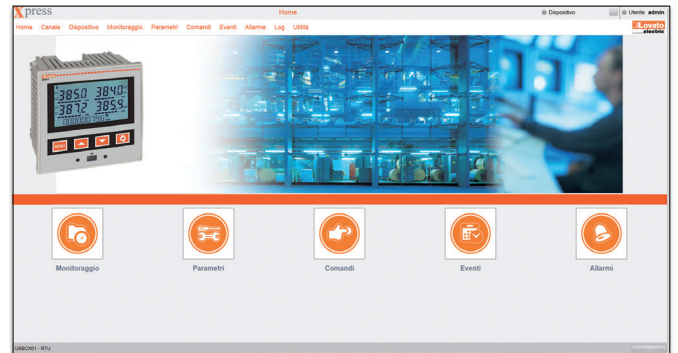 Xpress
Home
Dispositivo
Utente admin
Home Canale Dispositivo Monitoraggio Parametri Comandi Eventi Allarme Log Utilità
Lovato
electric
385.0 384.0
387.2 385.9
Monitoraggio
Parametri
Comandi
Eventi
Allarmi
USBCX01 - RTU